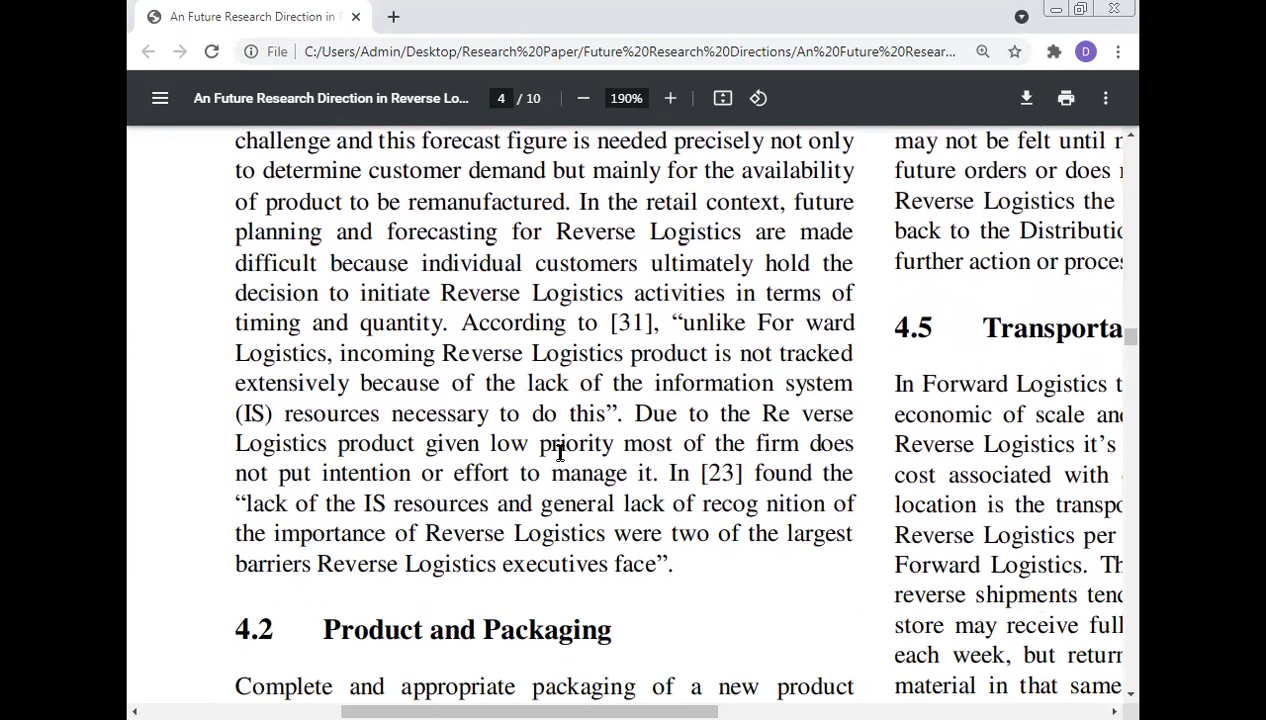 An Future Research Direction in
File C:/Users/Admin/Desktop/Research%20Paper/Future%20Research%20Directions/An%20Future%20Resear...
D
An Future Research Direction in Reverse Lo...
4 / 10
190%
challenge and this forecast figure is needed precisely not only
to determine customer demand but mainly for the availability
of product to be remanufactured. In the retail context, future
planning and forecasting for Reverse Logistics are made
difficult because individual customers ultimately hold the
decision to initiate Reverse Logistics activities in terms of
timing and quantity. According to [31], “unlike For ward
Logistics, incoming Reverse Logistics product is not tracked
extensively because of the lack of the information system
(IS) resources necessary to do this”. Due to the Re verse
Logistics product given low priority most of the firm does
not put intention or effort to manage it. In [23] found the
“lack of the IS resources and general lack of recog nition of
the importance of Reverse Logistics were two of the largest
barriers Reverse Logistics executives face”.
4.2 Product and Packaging
Complete and appropriate packaging of a new product
may not be felt until
future orders or does
Reverse Logistics the
back to the Distributio
further action or proce
4.5 Transporta
In Forward Logistics t
economic of scale and
Reverse Logistics it’s
cost associated with
location is the transpo
Reverse Logistics per
Forward Logistics. Th
reverse shipments tend
store may receive full
each week, but return
material in that same